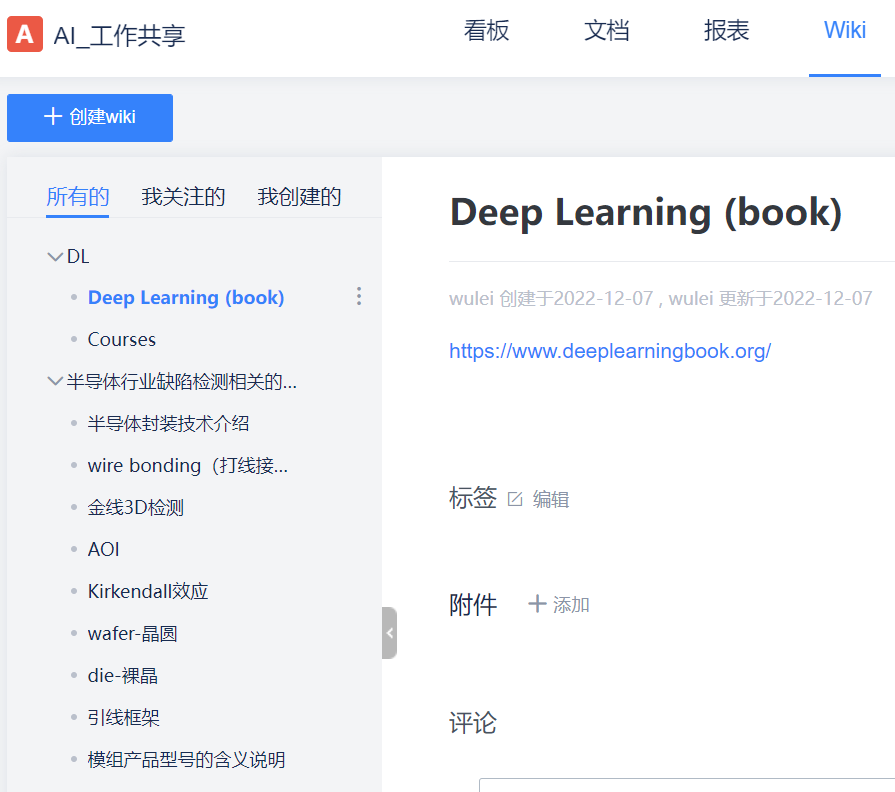 A AI_工作共享
看板 文档 报表 Wiki
创建wiki
所有的 我关注的 我创建的
DL
Deep Learning (book)
Courses
半导体行业缺陷检测相关的...
半导体封装技术介绍
wire bonding（打线接...
金线3D检测
AOI
Kirkendall效应
wafer-晶圆
die-裸晶
引线框架
模组产品型号的含义说明
Deep Learning (book)
wulei 创建于2022-12-07 , wulei 更新于2022-12-07
https://www.deeplearningbook.org/
标签 编辑
附件 添加
评论